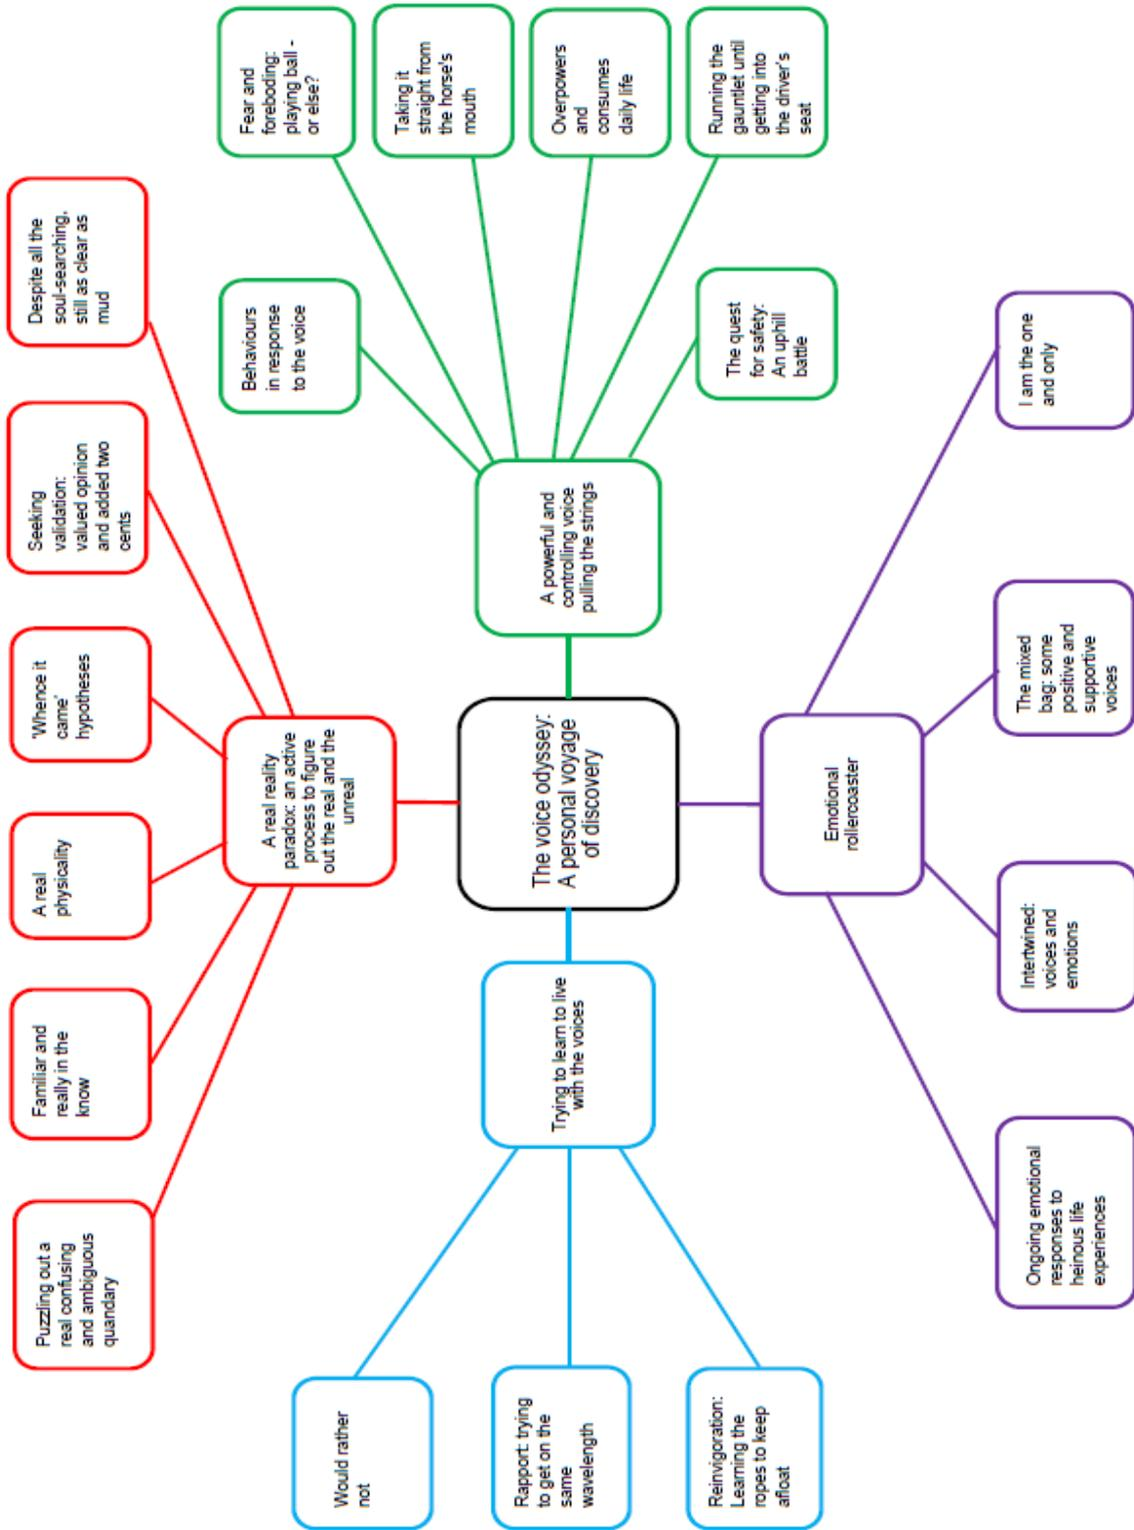 Puzzling out a
real confusing
and ambiguous
quandary
Familiar and
really in the
know
A real
physicality
'Whence it
came'
hypotheses
Seeking
validation:
valued opinion
and added two
cents
Despite all the
soul-searching,
still as clear as
mud
A real reality
paradox: an active
process to figure
out the real and the
unreal
Behaviours
in response
to the voice
Fear and
foreboding:
playing ball -
or else?
Would rather
not
Taking it
straight from
the horse's
mouth
Rapport: trying
to get on the
same
wavelength
Trying to learn to live
with the voices
The voice odyssey:
A personal voyage
of discovery
A powerful and
controlling voice
pulling the strings
Overpowers
and
consumes
daily life
Reinvigoration:
Learning the
ropes to keep
afloat
The quest
for safety:
An uphill
battle
Running the
gauntlet until
getting into
the driver's
seat
Emotional
rollercoaster
Ongoing emotional
responses to
heinous life
experiences
Intertwined:
voices and
emotions
The mixed
bag: some
positive and
supportive
voices
I am the one
and only